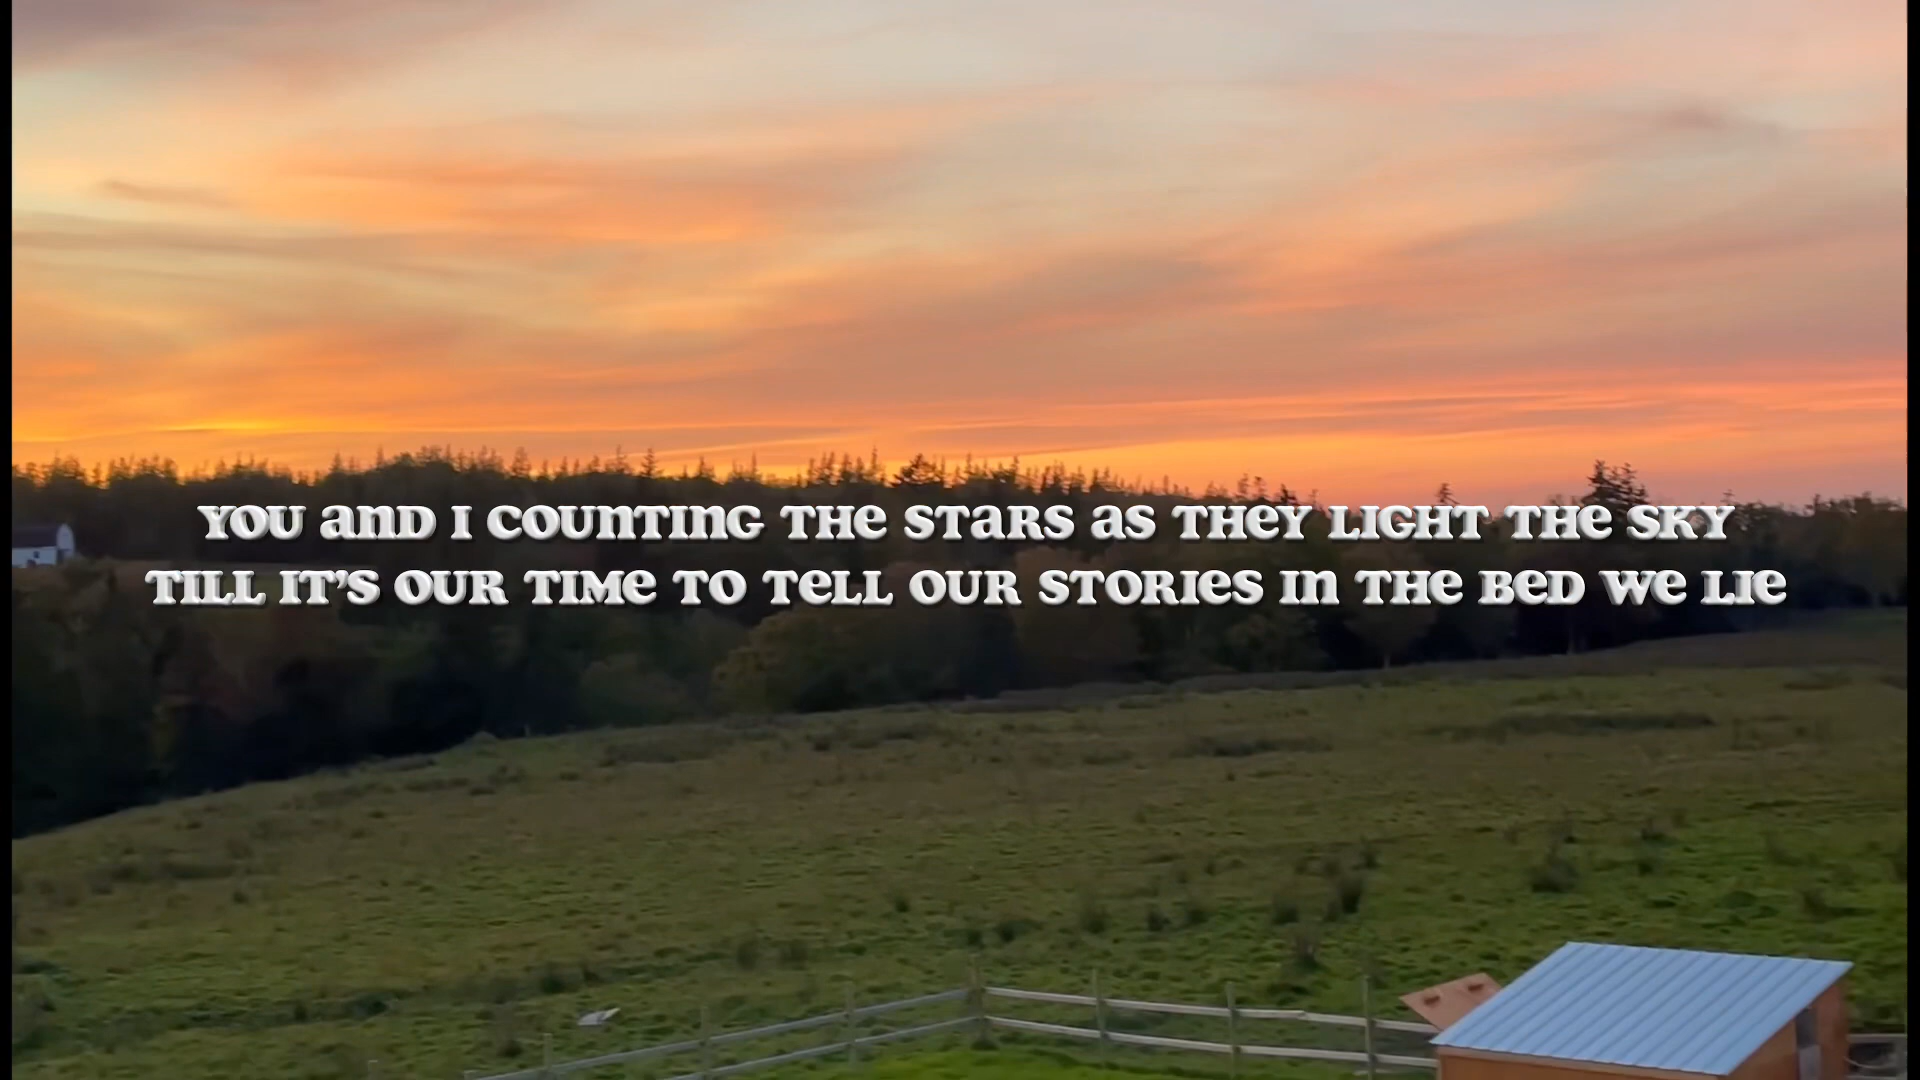 YOU AND I COUNTING THE STARS AS THEY LIGHT THE SKY
TILL IT'S OUR TIME TO TELL OUR STORIES IN THE BED WE LIE